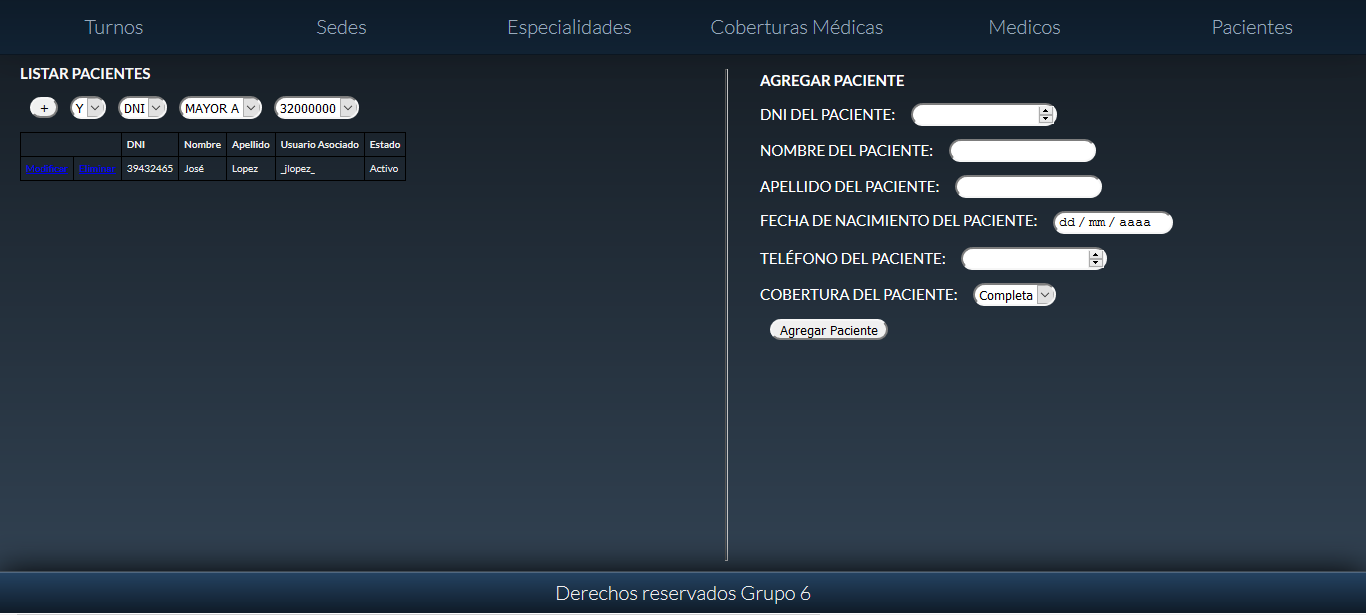 Turnos Sedes Especialidades Coberturas Médicas Medicos Pacientes
LISTAR PACIENTES
+ Y DNI MAYOR A 32000000
DNI Nombre Apellido Usuario Asociado Estado
39432465 José Lopez _jlopez_ Activo
AGREGAR PACIENTE
DNI DEL PACIENTE:
NOMBRE DEL PACIENTE:
APELLIDO DEL PACIENTE:
FECHA DE NACIMIENTO DEL PACIENTE: dd / mm / aaaa
TELÉFONO DEL PACIENTE:
COBERTURA DEL PACIENTE: Completa
Agregar Paciente
Derechos reservados Grupo 6